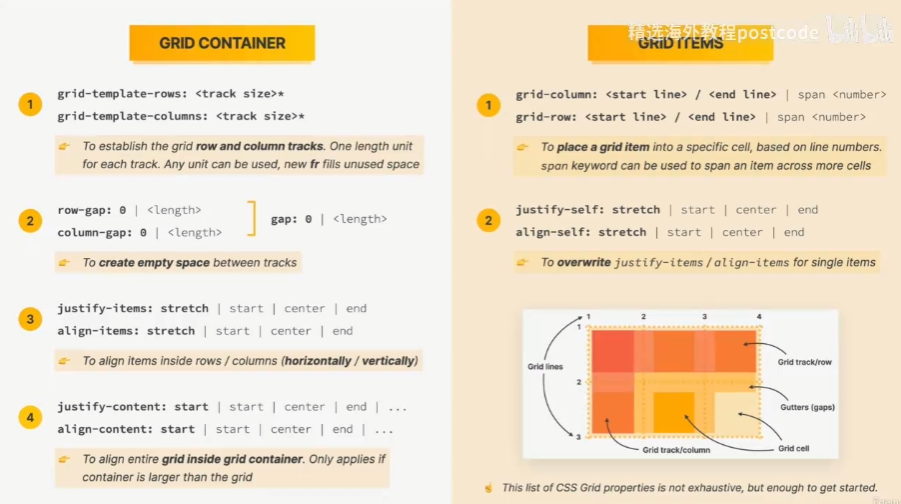 GRID CONTAINER
1
grid-template-rows: <track size>*
grid-template-columns: <track size>*
To establish the grid row and column tracks. One length unit
for each track. Any unit can be used, new fr fills unused space
2
row-gap: 0 | <length>
column-gap: 0 | <length>
gap: 0 | <length>
To create empty space between tracks
3
justify-items: stretch | start | center | end
align-items: stretch | start | center | end
To align items inside rows / columns (horizontally / vertically)
4
justify-content: start | start | center | end | ...
align-content: start | start | center | end | ...
To align entire grid inside grid container. Only applies if
container is larger than the grid
精选海外教程postcode
GRID ITEMS
1
grid-column: <start line> / <end line> | span <number>
grid-row: <start line> / <end line> | span <number>
To place a grid item into a specific cell, based on line numbers.
span keyword can be used to span an item across more cells
2
justify-self: stretch | start | center | end
align-self: stretch | start | center | end
To overwrite justify-items / align-items for single items
1 2 3 4
1
Grid track/row
Grid lines
2
Gutters (gaps)
3
Grid track/column
Grid cell
This list of CSS Grid properties is not exhaustive, but enough to get started.